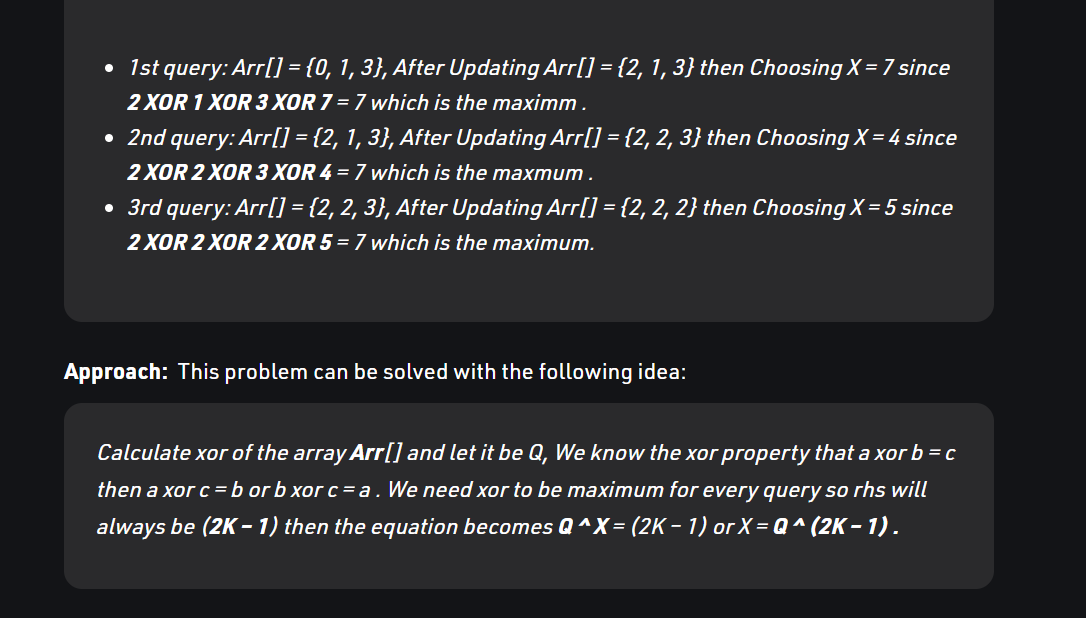 • 1st query: Arr[] = {0, 1, 3}, After Updating Arr[] = {2, 1, 3} then Choosing X = 7 since
2 XOR 1 XOR 3 XOR 7 = 7 which is the maximm .
• 2nd query: Arr[] = {2, 1, 3}, After Updating Arr[] = {2, 2, 3} then Choosing X = 4 since
2 XOR 2 XOR 3 XOR 4 = 7 which is the maxmum .
• 3rd query: Arr[] = {2, 2, 3}, After Updating Arr[] = {2, 2, 2} then Choosing X = 5 since
2 XOR 2 XOR 2 XOR 5 = 7 which is the maximum.
Approach: This problem can be solved with the following idea:
Calculate xor of the array Arr[] and let it be Q, We know the xor property that a xor b = c
then a xor c = b or b xor c = a . We need xor to be maximum for every query so rhs will
always be (2K – 1) then the equation becomes Q ^ X = (2K – 1) or X = Q ^ (2K – 1) .